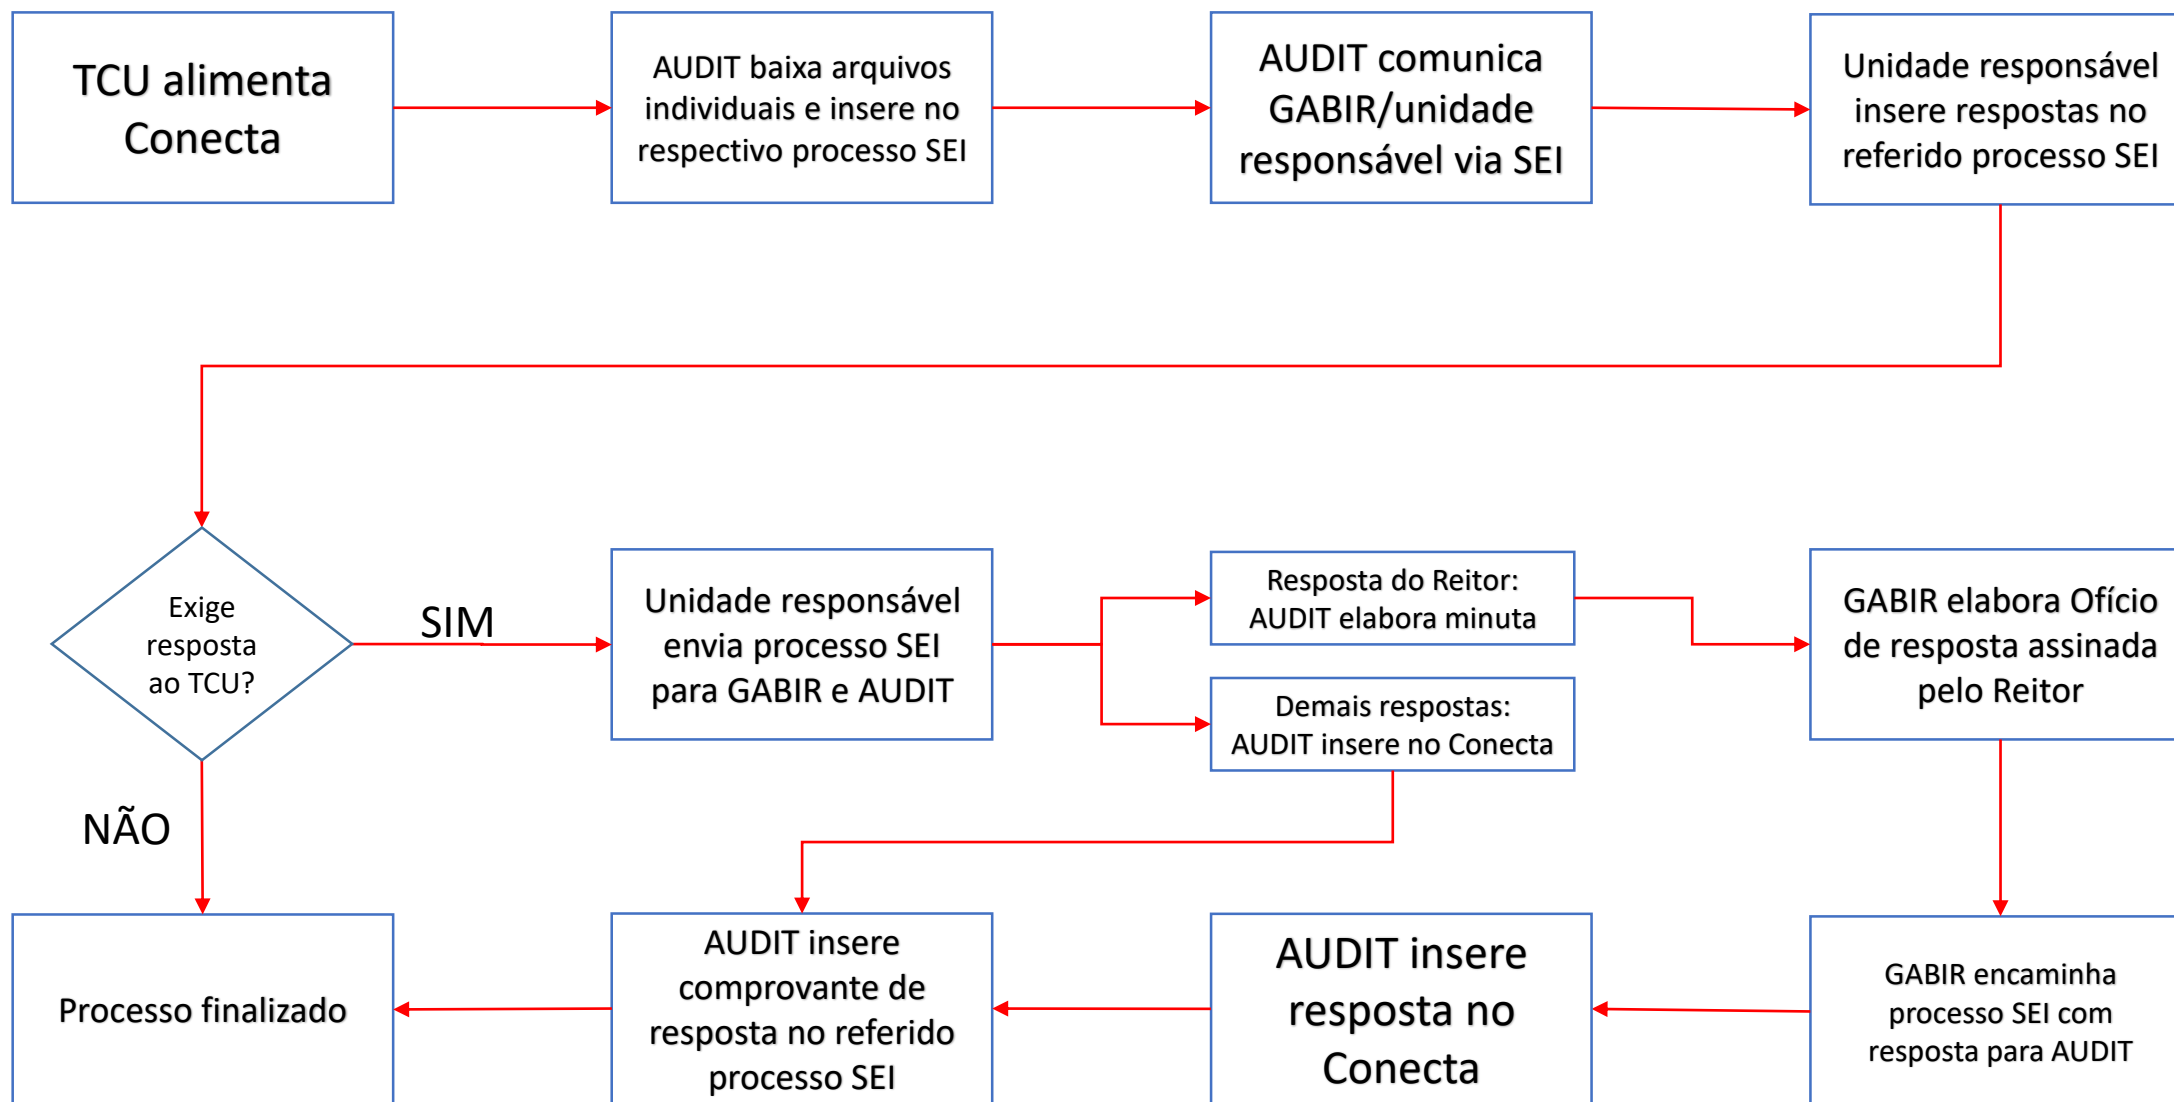 TCU alimenta
Conecta
AUDIT baixa arquivos
individuais e insere no
respectivo processo SEI
AUDIT comunica
GABIR/unidade
responsável via SEI
Unidade responsável
insere respostas no
referido processo SEI
Exige
resposta
ao TCU?
SIM
NÃO
Unidade responsável
envia processo SEI
para GABIR e AUDIT
Resposta do Reitor:
AUDIT elabora minuta
Demais respostas:
AUDIT insere no Conecta
GABIR elabora Ofício
de resposta assinada
pelo Reitor
Processo finalizado
AUDIT insere
comprovante de
resposta no referido
processo SEI
AUDIT insere
resposta no
Conecta
GABIR encaminha
processo SEI com
resposta para AUDIT